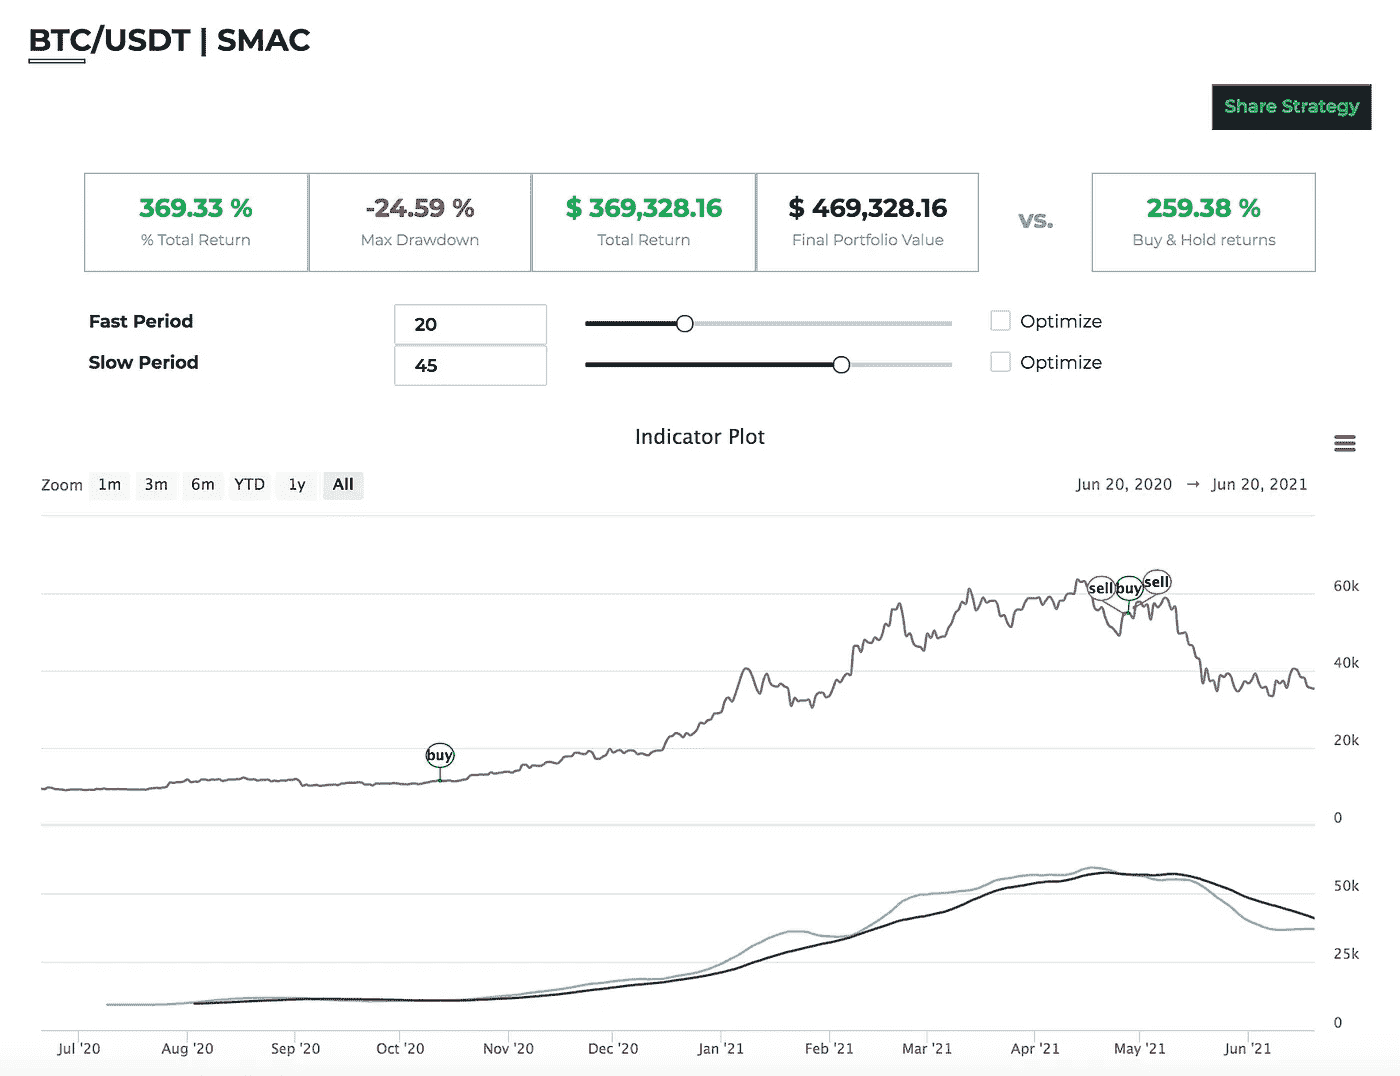 BTC/USDT | SMAC
Share Strategy
369.33 %
% Total Return
-24.59 %
Max Drawdown
$ 369,328.16
Total Return
$ 469,328.16
Final Portfolio Value
vs.
259.38 %
Buy & Hold returns
Fast Period 20 Optimize
Slow Period 45 Optimize
Indicator Plot
Zoom 1m 3m 6m YTD 1y All Jun 20, 2020 → Jun 20, 2021
sell buy sell
60k
40k
20k
buy
0
50k
25k
0
Jul '20 Aug '20 Sep '20 Oct '20 Nov '20 Dec '20 Jan '21 Feb '21 Mar '21 Apr '21 May '21 Jun '21